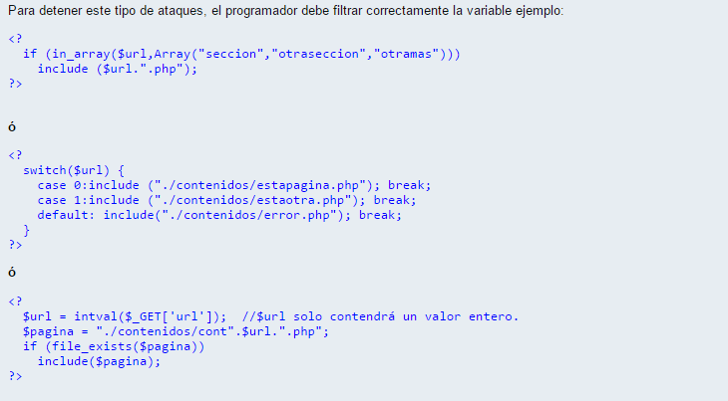 Para detener este tipo de ataques, el programador debe filtrar correctamente la variable ejemplo:
<?
if (in_array($url,Array("seccion","otraseccion","otramas")))
include ($url.".php");
?>
ó
<?
switch($url) {
case 0:include ("./contenidos/estapagina.php"); break;
case 1:include ("./contenidos/estaotra.php"); break;
default: include("./contenidos/error.php"); break;
}
?>
ó
<?
$url = intval($_GET['url']);  //$url solo contendrá un valor entero.
$pagina = "./contenidos/cont".$url.".php";
if (file_exists($pagina))
include($pagina);
?>